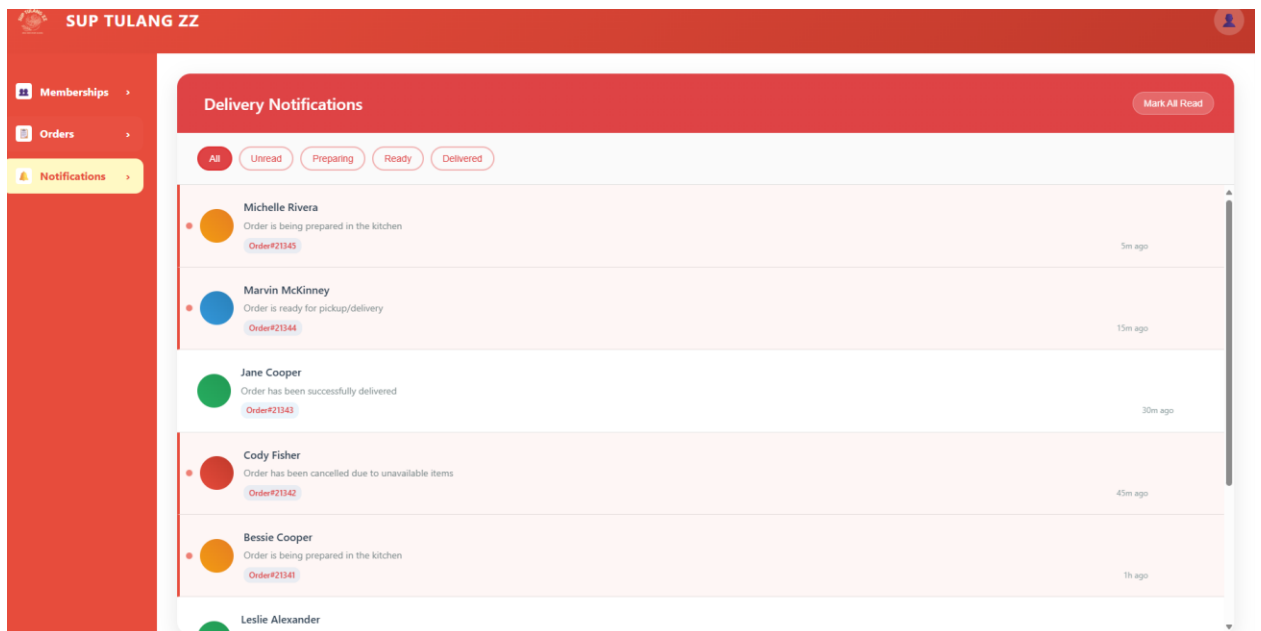 SUP TULANG ZZ
SUP TULANG ZZ
Memberships ›
Orders ›
Notifications ›
Delivery Notifications
Mark All Read
All
Unread
Preparing
Ready
Delivered
Michelle Rivera
Order is being prepared in the kitchen
Order#21345
5m ago
Marvin McKinney
Order is ready for pickup/delivery
Order#21344
15m ago
Jane Cooper
Order has been successfully delivered
Order#21343
30m ago
Cody Fisher
Order has been cancelled due to unavailable items
Order#21342
45m ago
Bessie Cooper
Order is being prepared in the kitchen
Order#21341
1h ago
Leslie Alexander